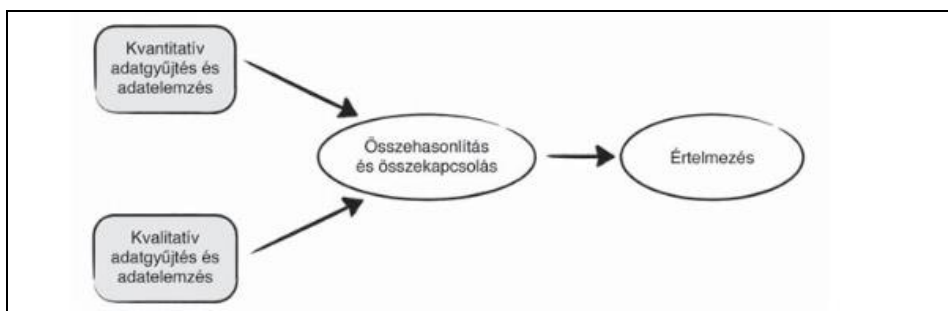 Kvantitatív
adatgyűjtés és
adatelemzés
Összehasonlítás
és összekapcsolás
Értelmezés
Kvalitatív
adatgyűjtés és
adatelemzés